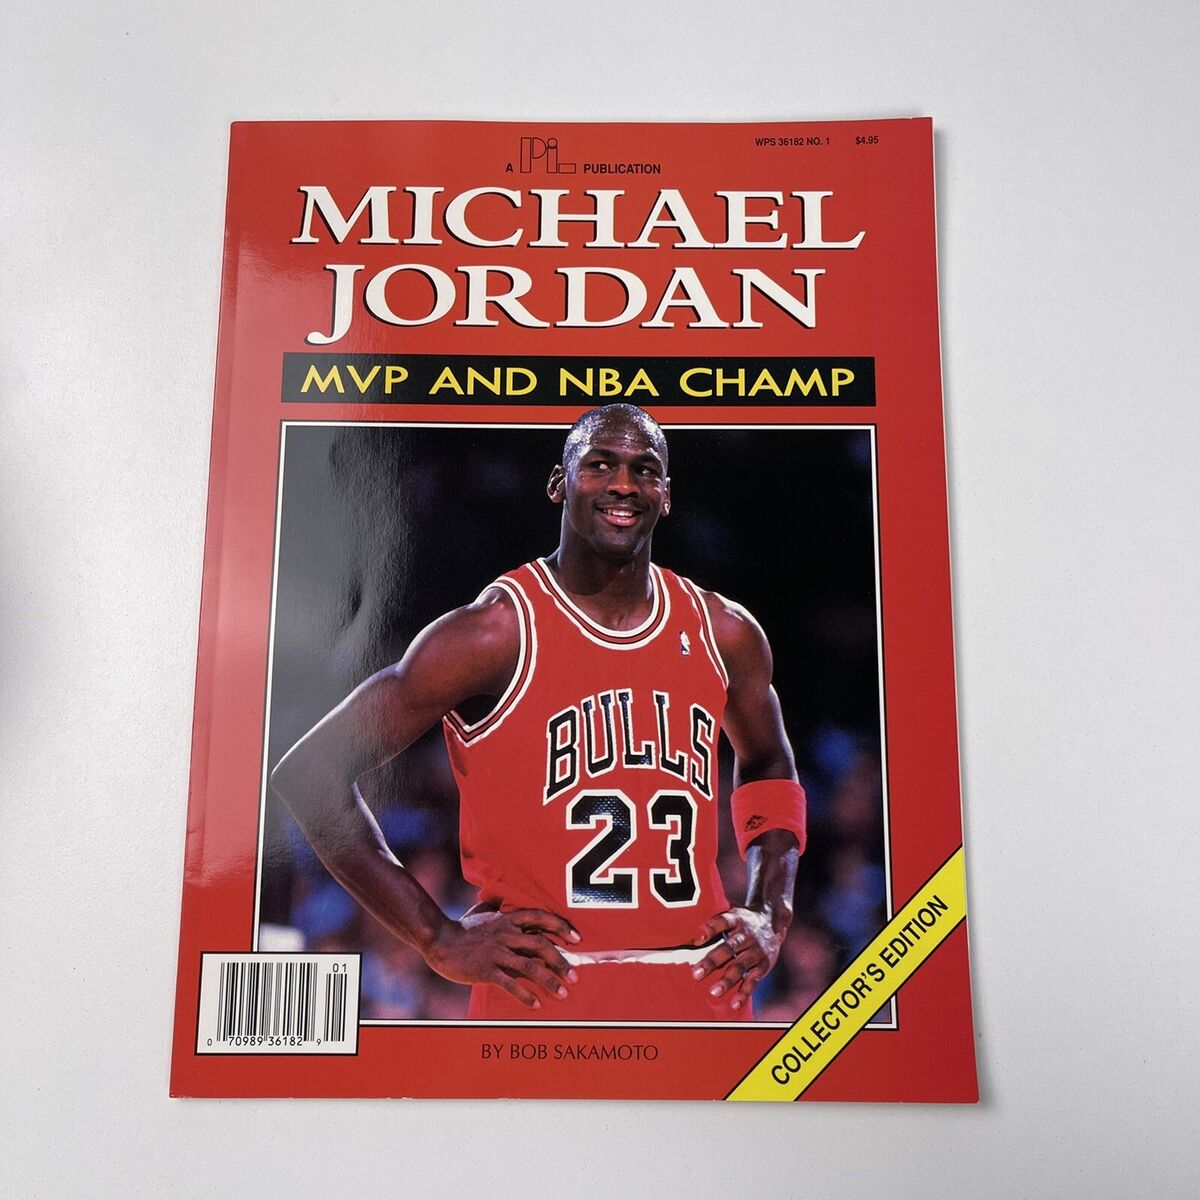 A PiL PUBLICATION
WPS 36182 NO. 1 $4.95
MICHAEL
JORDAN
MVP AND NBA CHAMP
BULLS
23
COLLECTOR'S EDITION
01
0 70989 36182 9
BY BOB SAKAMOTO